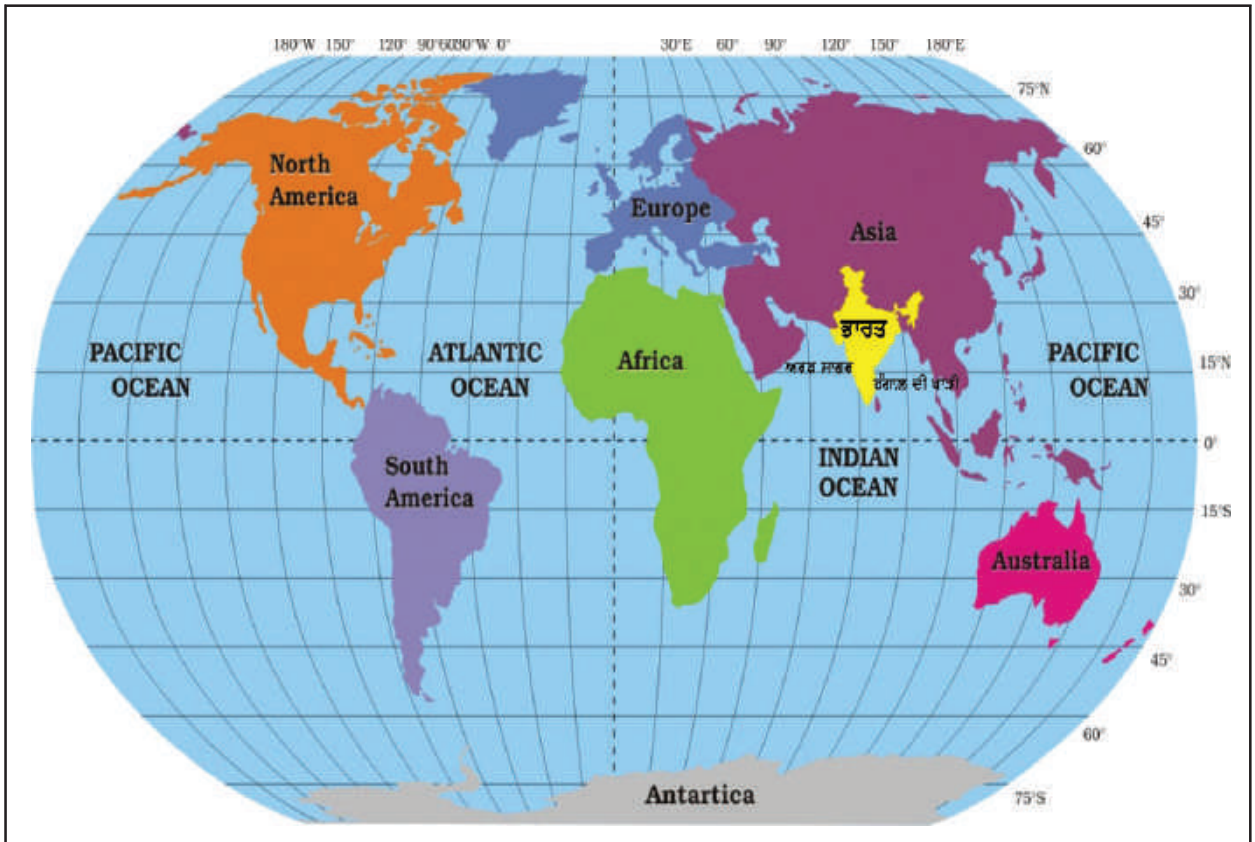 180°W 150° 120° 90°60°30°W 0° 30°E 60° 90° 120° 150° 180°E
75°N
60°
North
America
Europe
Asia
45°
30°
ਭਾਰਤ
PACIFIC
OCEAN
ATLANTIC
OCEAN
Africa
ਅਰਬ ਸਾਗਰ
ਬੰਗਾਲ ਦੀ ਖਾੜੀ
PACIFIC
OCEAN
15°N
0°
South
America
INDIAN
OCEAN
15°S
Australia
30°
45°
60°
Antartica
75°S